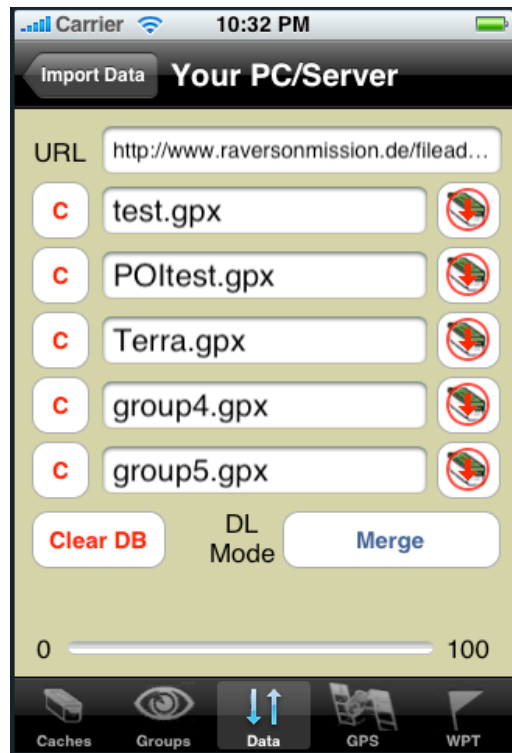 Carrier 10:32 PM
Import Data Your PC/Server
URL http://www.raversonmission.de/filead...
C test.gpx
C POItest.gpx
C Terra.gpx
C group4.gpx
C group5.gpx
Clear DB DL Mode Merge
0 100
Caches Groups Data GPS WPT